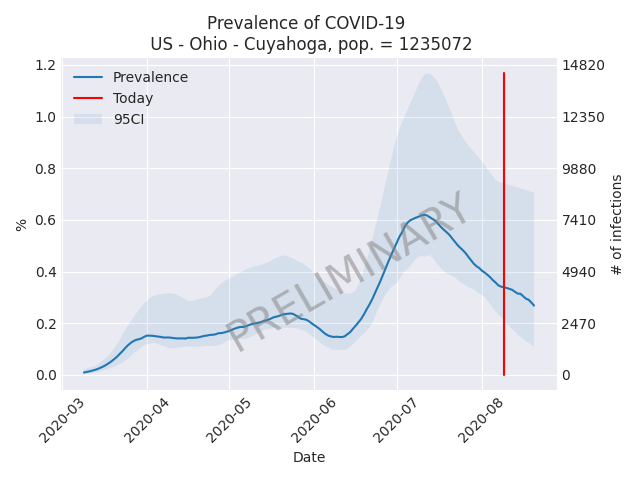 Prevalence of COVID-19
US - Ohio - Cuyahoga, pop. = 1235072
Prevalence
Today
95CI
PRELIMINARY
%
1.2
1.0
0.8
0.6
0.4
0.2
0.0
14820
12350
9880
7410
4940
2470
0
# of infections
2020-03
2020-04
2020-05
2020-06
2020-07
2020-08
Date